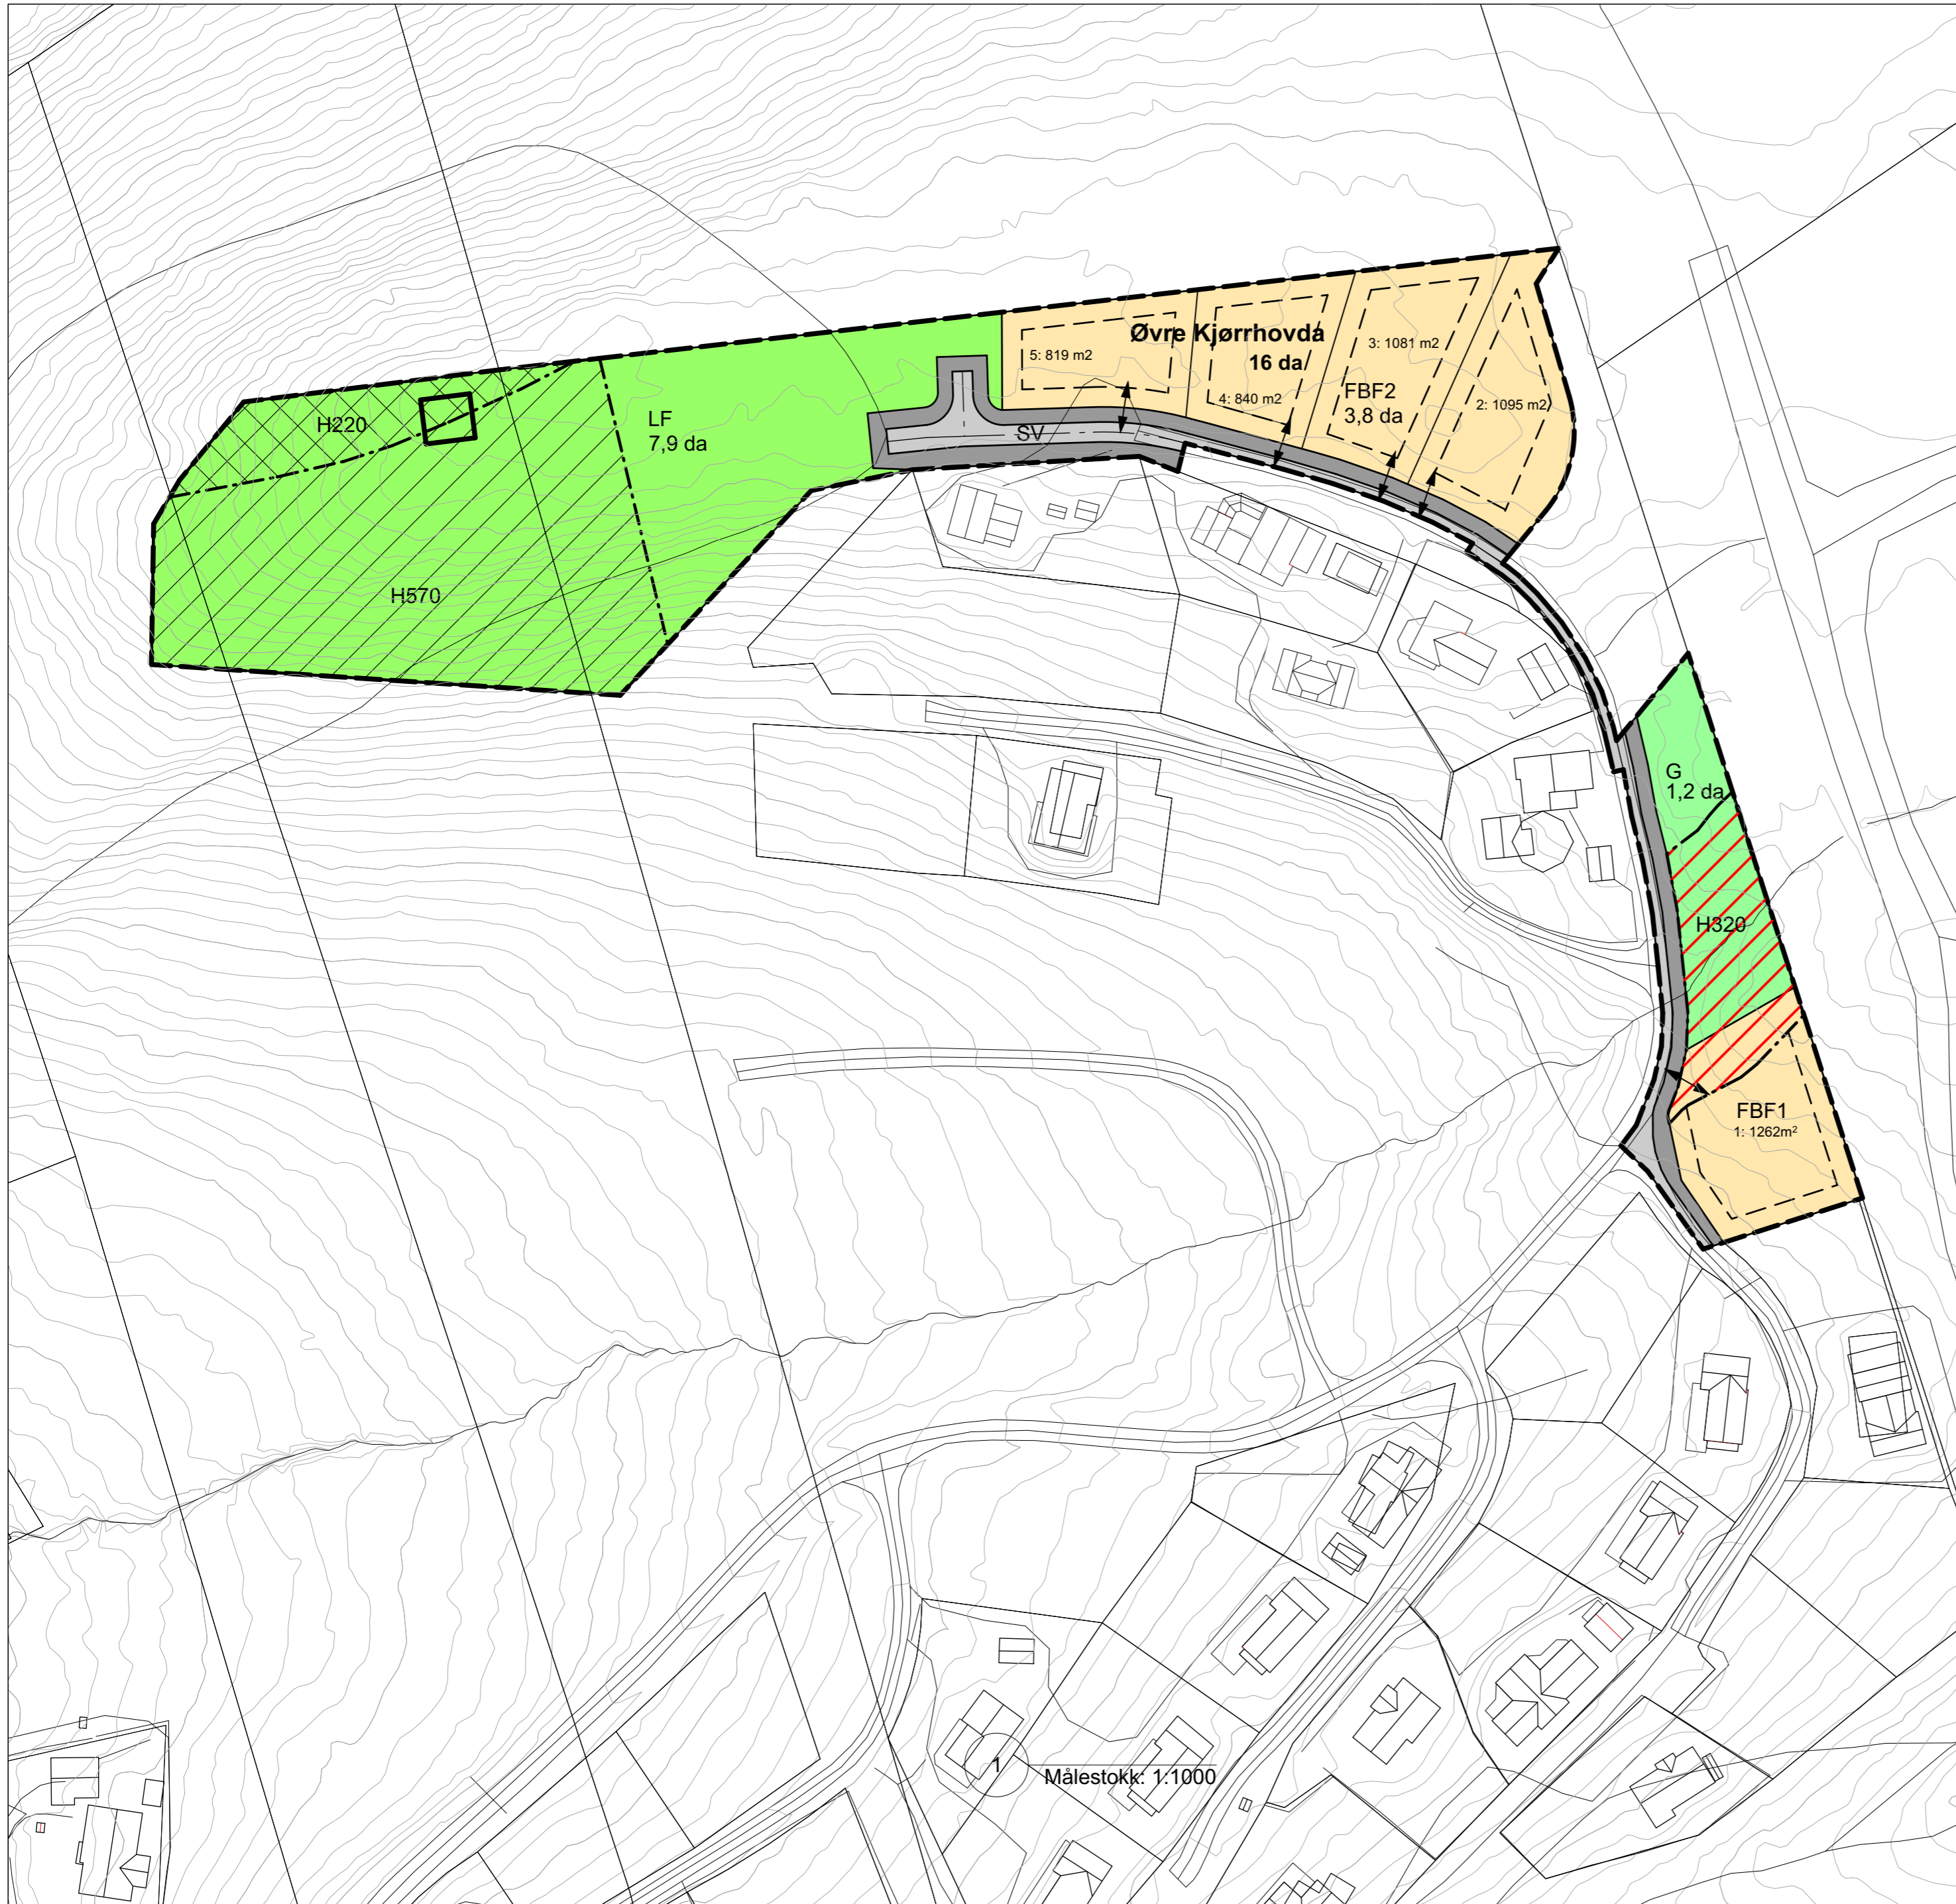 Øvre Kjørrhovda
16 da
5: 819 m2
3: 1081 m2
4: 840 m2
FBF2
3,8 da
2: 1095 m2
H220
LF
7,9 da
SV
H570
G
1,2 da
H320
FBF1
1: 1262m²
1
Målestokk: 1:1000